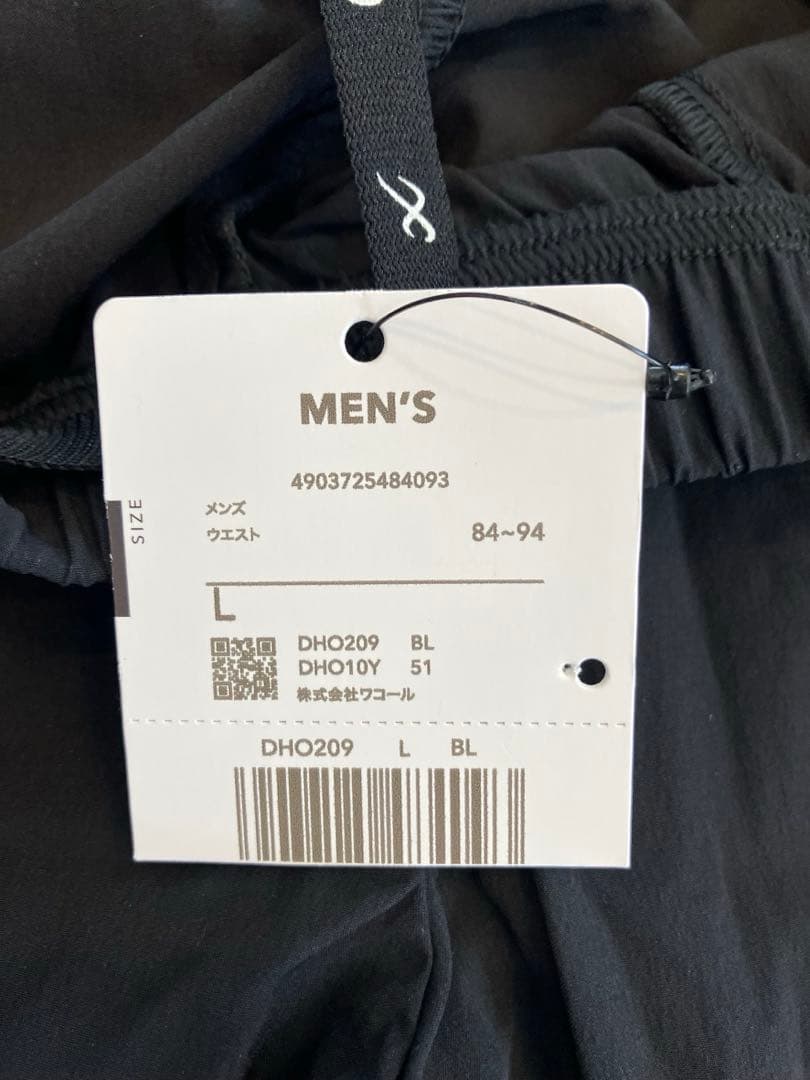 MEN'S
4903725484093
メンズ
ウエスト 84~94
SIZE
L
DHO209 BL
DHO10Y 51
株式会社ワコール
DHO209 L BL